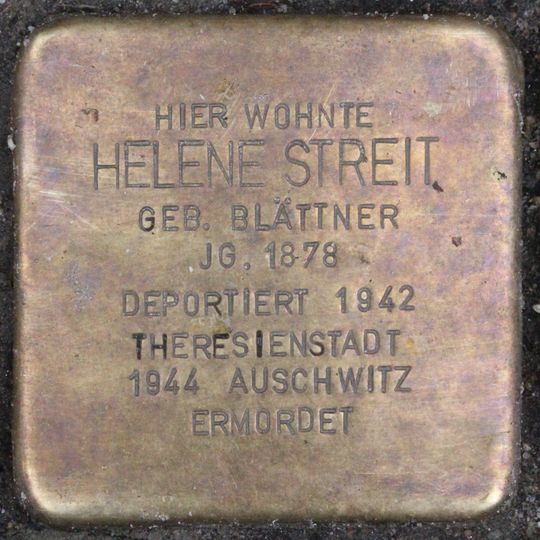 HIER WOHNTE
HELENE STREIT
GEB. BLÄTTNER
JG. 1878
DEPORTIERT 1942
THERESIENSTADT
1944 AUSCHWITZ
ERMORDET